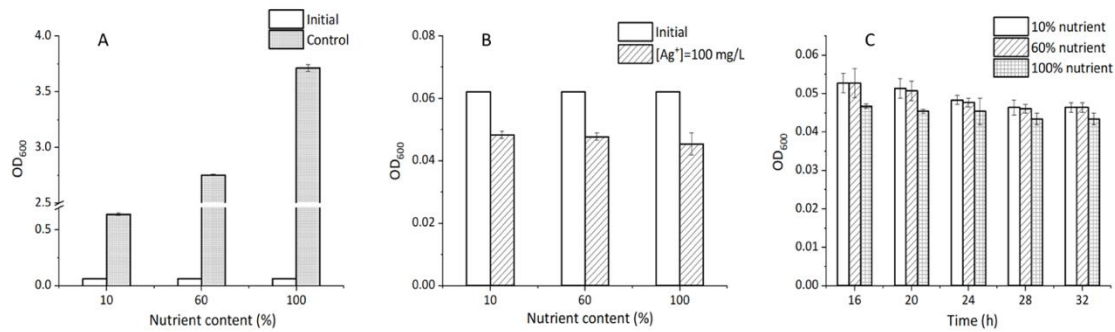 A
Initial
Control
OD600
4.0
3.5
3.0
2.5
0.5
0.0
10
60
100
Nutrient content (%)
B
Initial
[Ag+]=100 mg/L
OD600
0.08
0.06
0.04
0.02
0.00
10
60
100
Nutrient content (%)
C
10% nutrient
60% nutrient
100% nutrient
OD600
0.07
0.06
0.05
0.04
0.03
0.02
0.01
0.00
16
20
24
28
32
Time (h)